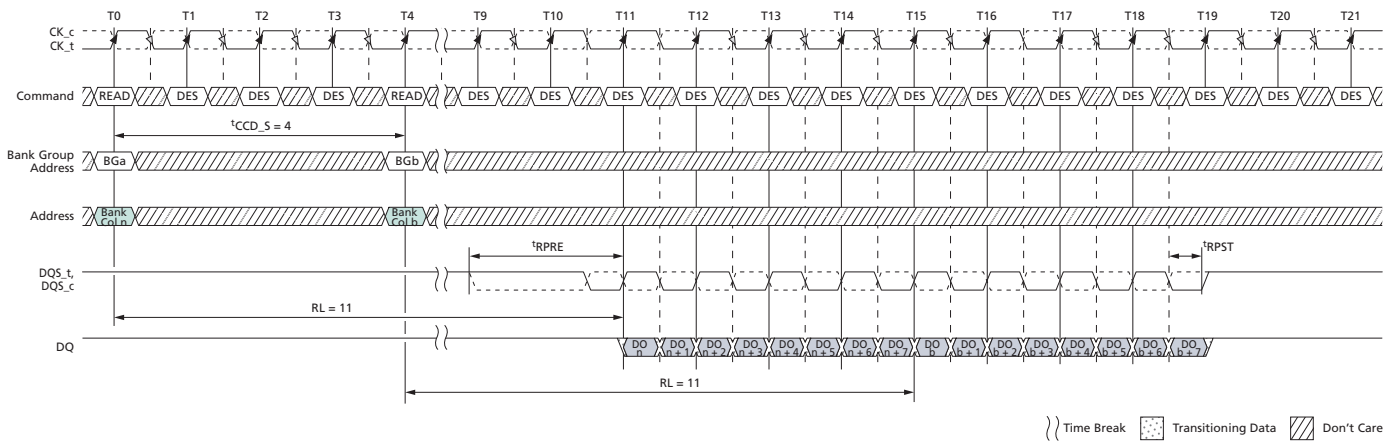 T0 T1 T2 T3 T4 T9 T10 T11 T12 T13 T14 T15 T16 T17 T18 T19 T20 T21
CK_c
CK_t
Command READ DES DES DES READ DES DES DES DES DES DES DES DES DES DES DES DES DES
tCCD_S = 4
Bank Group
Address
BGa BGb
Address
Bank
Col n
Bank
Col b
tRPRE tRPST
DQS_t,
DQS_c
RL = 11
DQ
DO
n
DO
n + 1
DO
n + 2
DO
n + 3
DO
n + 4
DO
n + 5
DO
n + 6
DO
n + 7
DO
b
DO
b + 1
DO
b + 2
DO
b + 3
DO
b + 4
DO
b + 5
DO
b + 6
DO
b + 7
RL = 11
Time Break Transitioning Data Don't Care